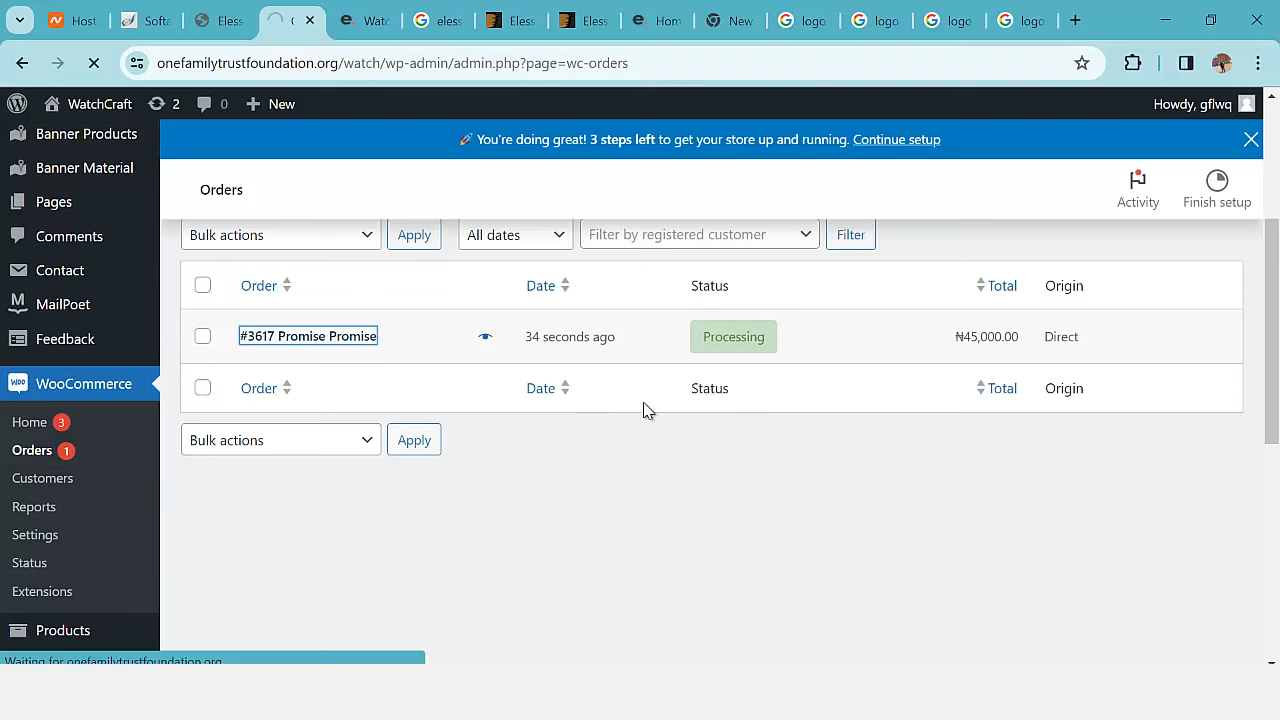 Host
Softa
Eless
Watc
eless
Eless
Eless
Hom
New
logo
logo
logo
logo
onefamilytrustfoundation.org/watch/wp-admin/admin.php?page=wc-orders
WatchCraft 2 0 New
Howdy, gflwq
Banner Products
Banner Material
Pages
Comments
Contact
MailPoet
Feedback
WooCommerce
Home 3
Orders 1
Customers
Reports
Settings
Status
Extensions
Products
You're doing great! 3 steps left to get your store up and running. Continue setup
Orders
Activity
Finish setup
Bulk actions Apply All dates Filter by registered customer Filter
Order Date Status Total Origin
#3617 Promise Promise 34 seconds ago Processing ₦45,000.00 Direct
Order Date Status Total Origin
Bulk actions Apply
Waiting for onefamilytrustfoundation.org